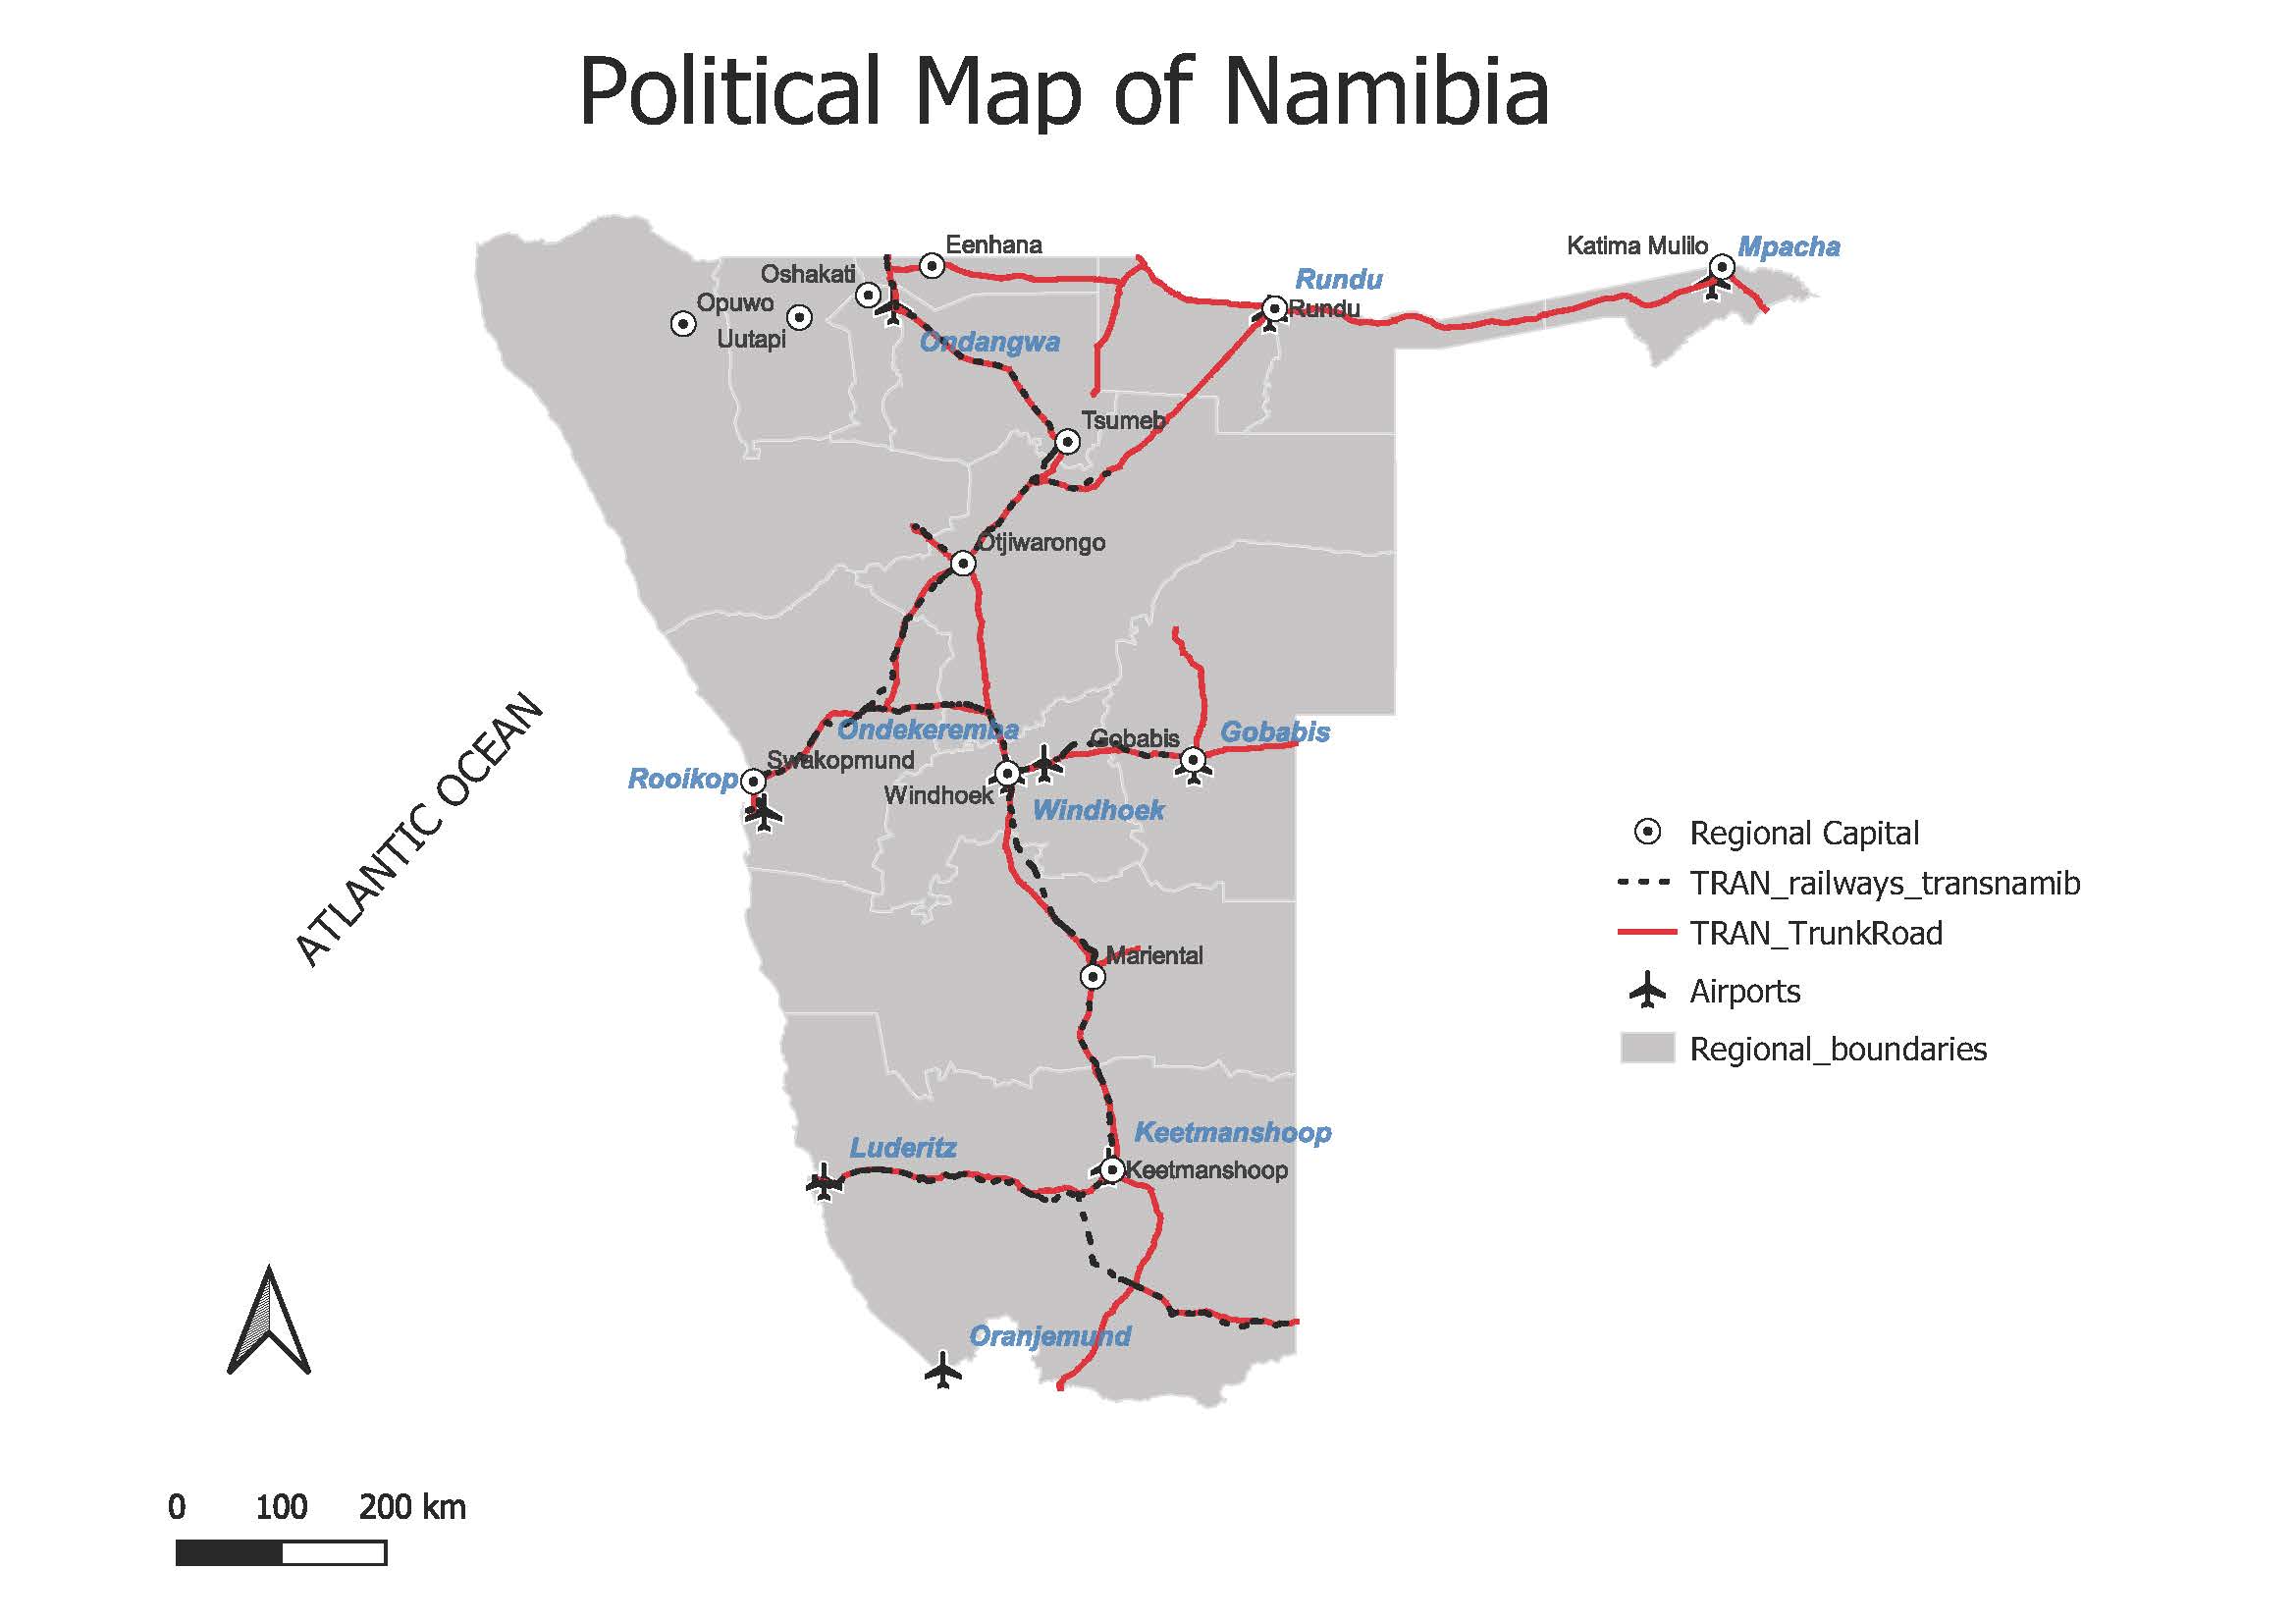 Political Map of Namibia
Eenhana
Katima Mulilo
Mpacha
Oshakati
Rundu
Opuwo
Rundu
Uutapi
Ondangwa
Tsumeb
Otjiwarongo
Ondekeremba
Gobabis
Gobabis
Swakopmund
Rooikop
Windhoek
Windhoek
ATLANTIC OCEAN
Mariental
Keetmanshoop
Luderitz
Keetmanshoop
Oranjemund
Regional Capital
TRAN_railways_transnamib
TRAN_TrunkRoad
Airports
Regional_boundaries
0 100 200 km